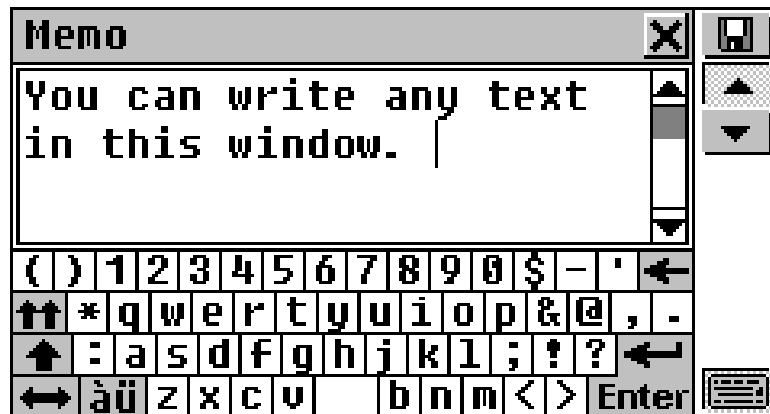 Memo
You can write any text
in this window.
( ) 1 2 3 4 5 6 7 8 9 0 $ - '
* q w e r t y u i o p & @ , .
: a s d f g h j k l ; ! ?
àü z x c v b n m < > Enter